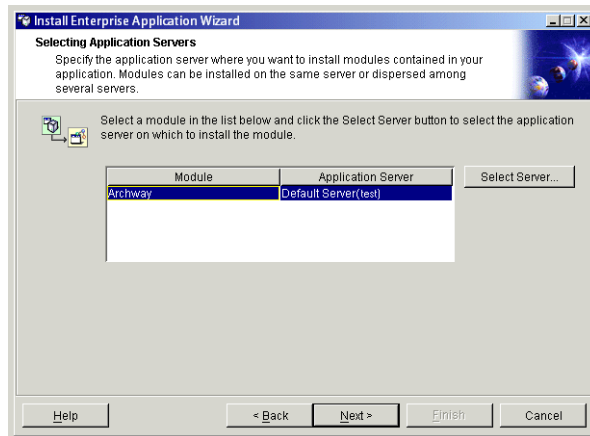 Install Enterprise Application Wizard
Selecting Application Servers
Specify the application server where you want to install modules contained in your
application. Modules can be installed on the same server or dispersed among
several servers.
Select a module in the list below and click the Select Server button to select the application
server on which to install the module.
Module Application Server
Archway Default Server(test)
Select Server...
Help < Back Next > Finish Cancel